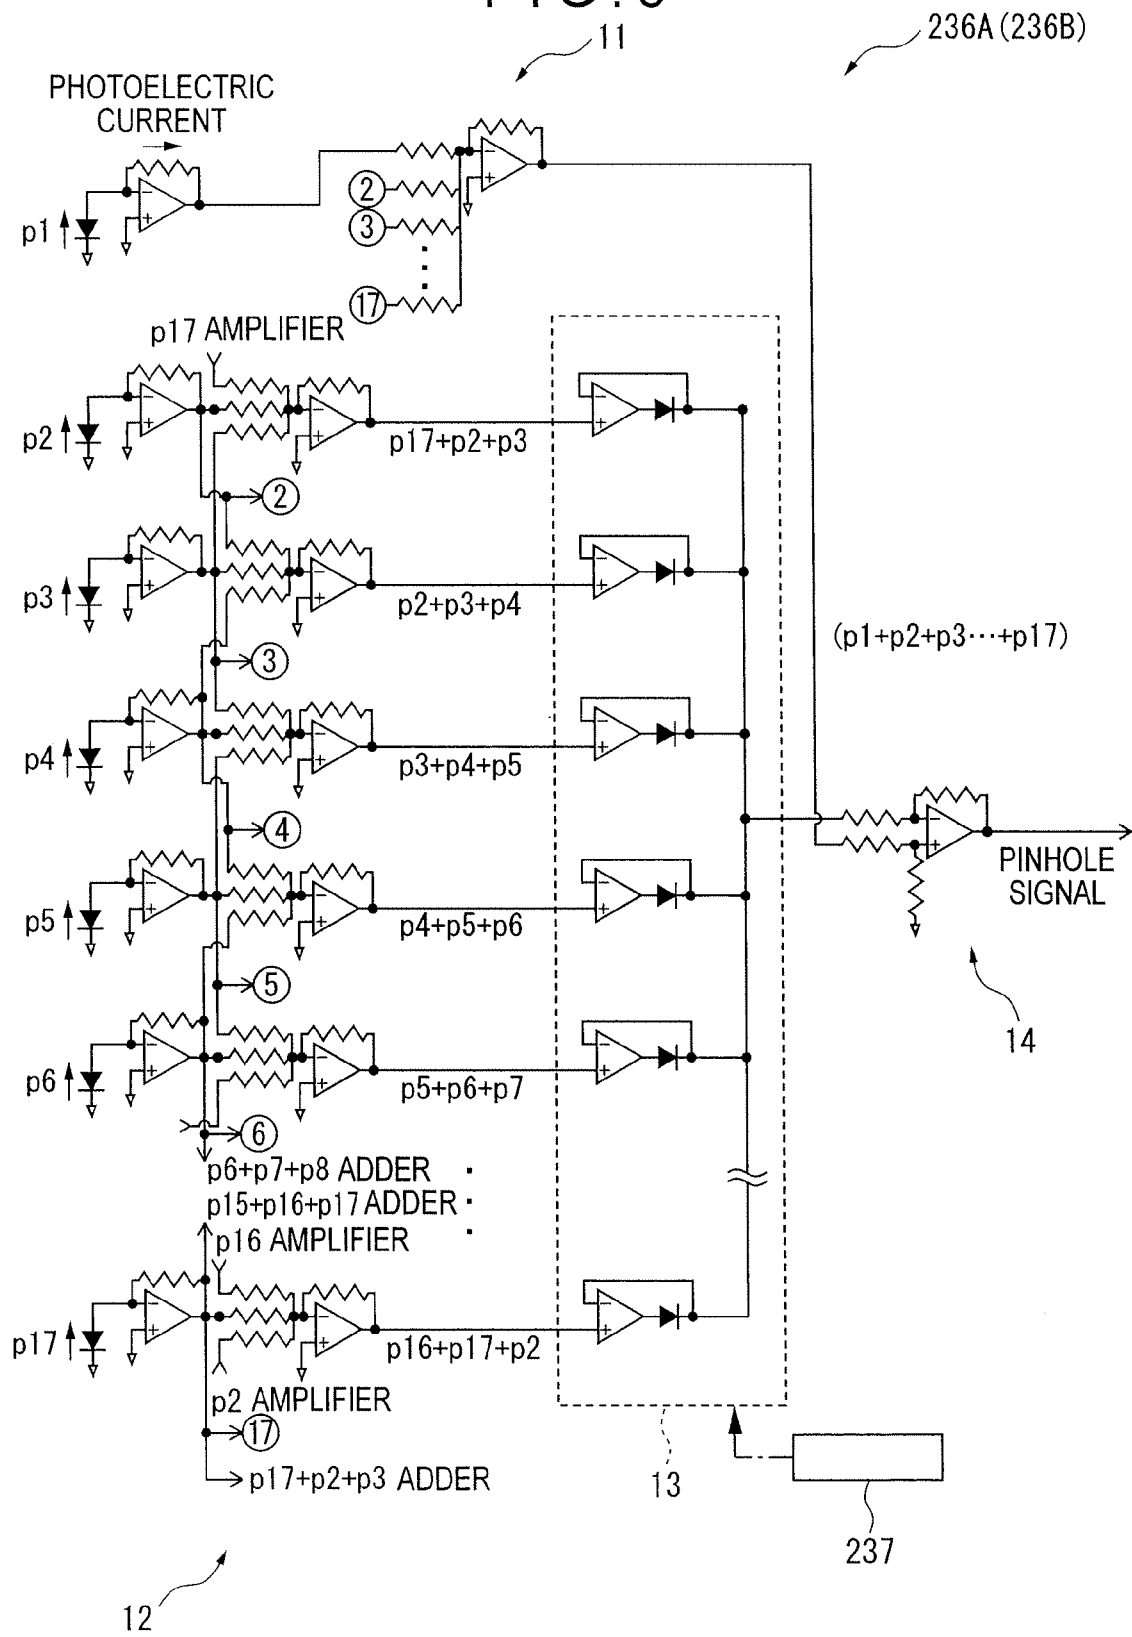 11
236A (236B)
PHOTOELECTRIC
CURRENT
p1
−
+
−
+
2
3
17
p17 AMPLIFIER
p2
−
+
−
+
p17+p2+p3
−
+
2
p3
−
+
−
+
p2+p3+p4
−
+
(p1+p2+p3···+p17)
3
p4
−
+
−
+
p3+p4+p5
−
+
4
−
+
PINHOLE
SIGNAL
p5
−
+
−
+
p4+p5+p6
−
+
5
14
p6
−
+
−
+
p5+p6+p7
−
+
6
p6+p7+p8 ADDER
p15+p16+p17 ADDER
p16 AMPLIFIER
p17
−
+
−
+
p16+p17+p2
−
+
p2 AMPLIFIER
17
p17+p2+p3 ADDER
13
237
12